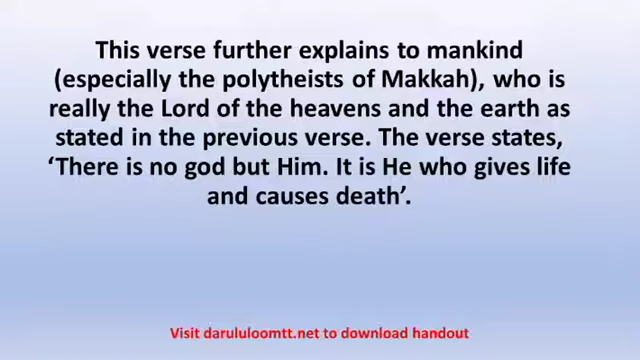 This verse further explains to mankind
(especially the polytheists of Makkah), who is
really the Lord of the heavens and the earth as
stated in the previous verse. The verse states,
‘There is no god but Him. It is He who gives life
and causes death’.
Visit darululoomtt.net to download handout